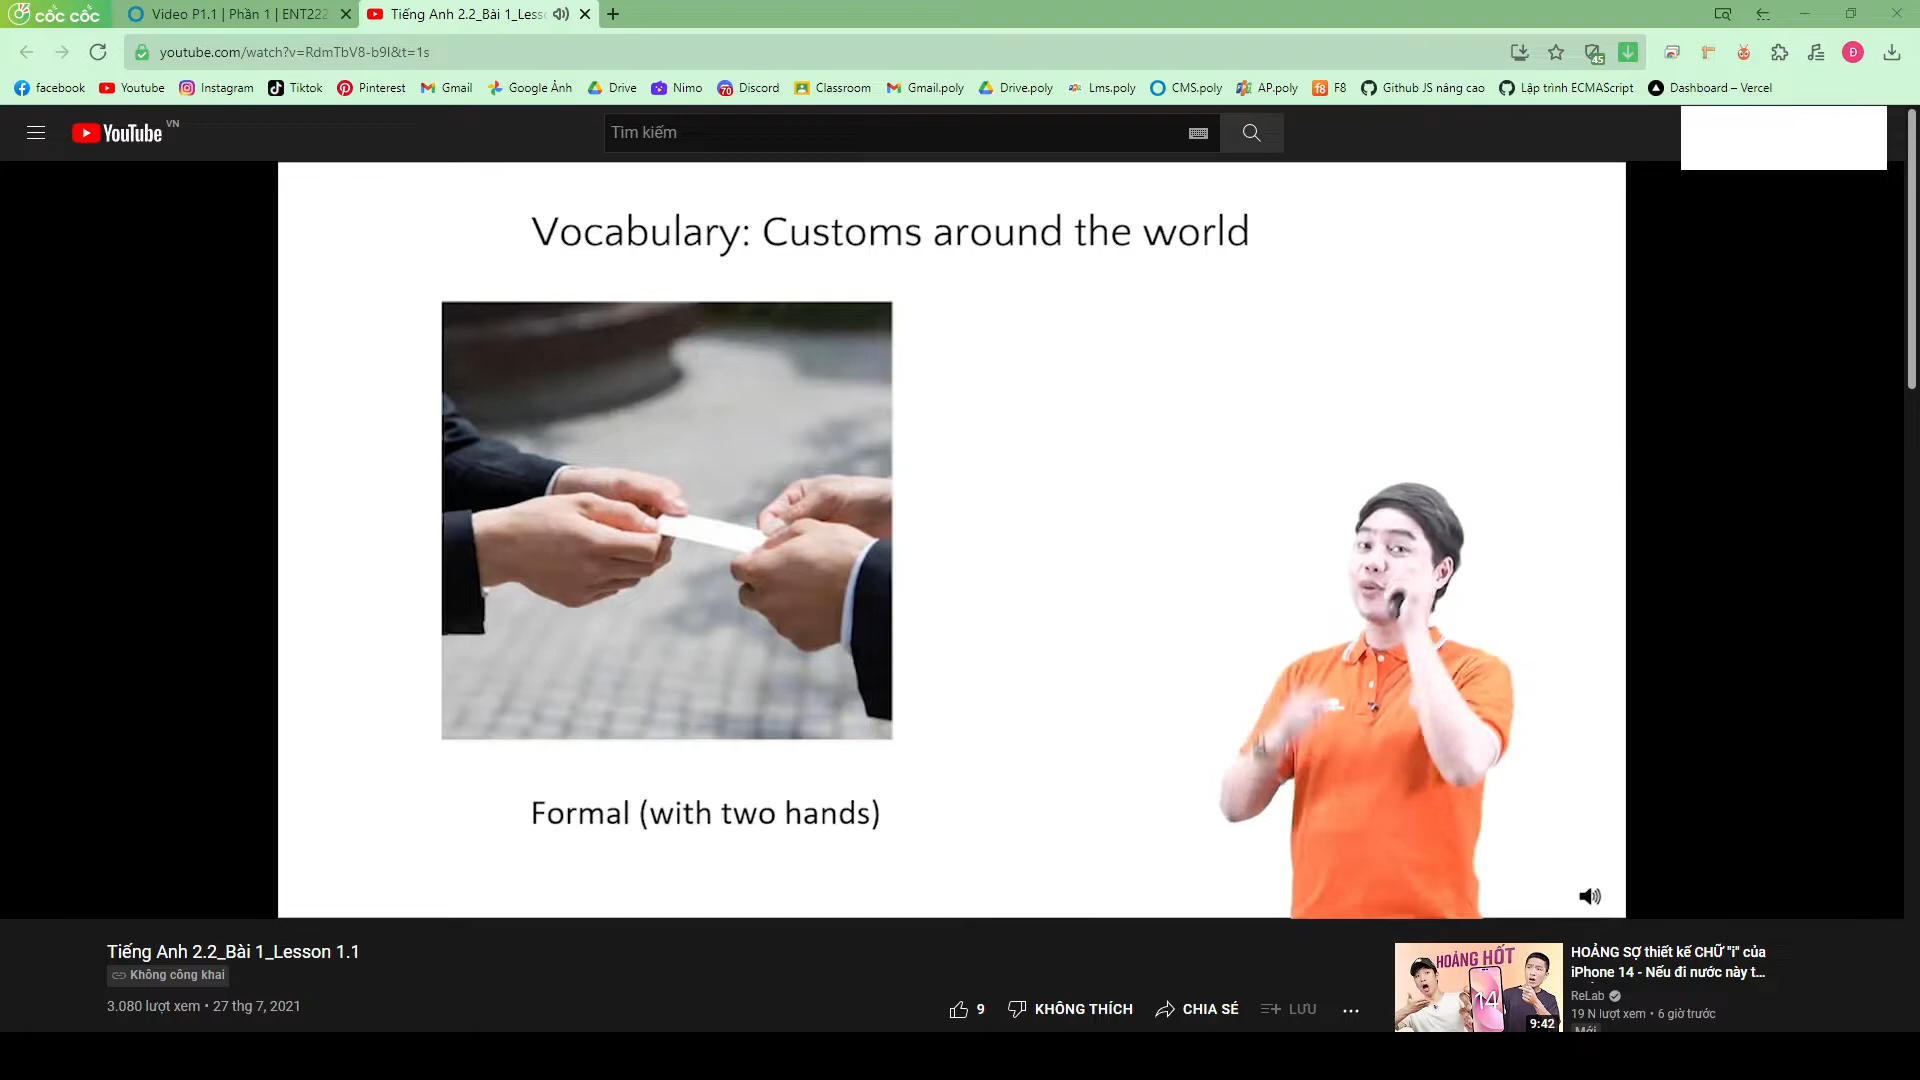 cốc cốc
Video P1.1 | Phần 1 | ENT222
Tiếng Anh 2.2_Bài 1_Less
youtube.com/watch?v=RdmTbV8-b9I&t=1s
45
Đ
facebook
Youtube
Instagram
Tiktok
Pinterest
Gmail
Google Ảnh
Drive
Nimo
70
Discord
Classroom
Gmail.poly
Drive.poly
Lms.poly
CMS.poly
AP.poly
F8
Github JS nâng cao
Lập trình ECMAScript
Dashboard – Vercel
YouTube VN
Tìm kiếm
Vocabulary: Customs around the world
Formal (with two hands)
Tiếng Anh 2.2_Bài 1_Lesson 1.1
Không công khai
3.080 lượt xem • 27 thg 7, 2021
9
KHÔNG THÍCH
CHIA SẺ
LƯU
HOẢNG HỐT
14
9:42
HOẢNG SỢ thiết kế CHỮ "i" của
iPhone 14 - Nếu đi nước này t...
ReLab
19 N lượt xem • 6 giờ trước
Mới